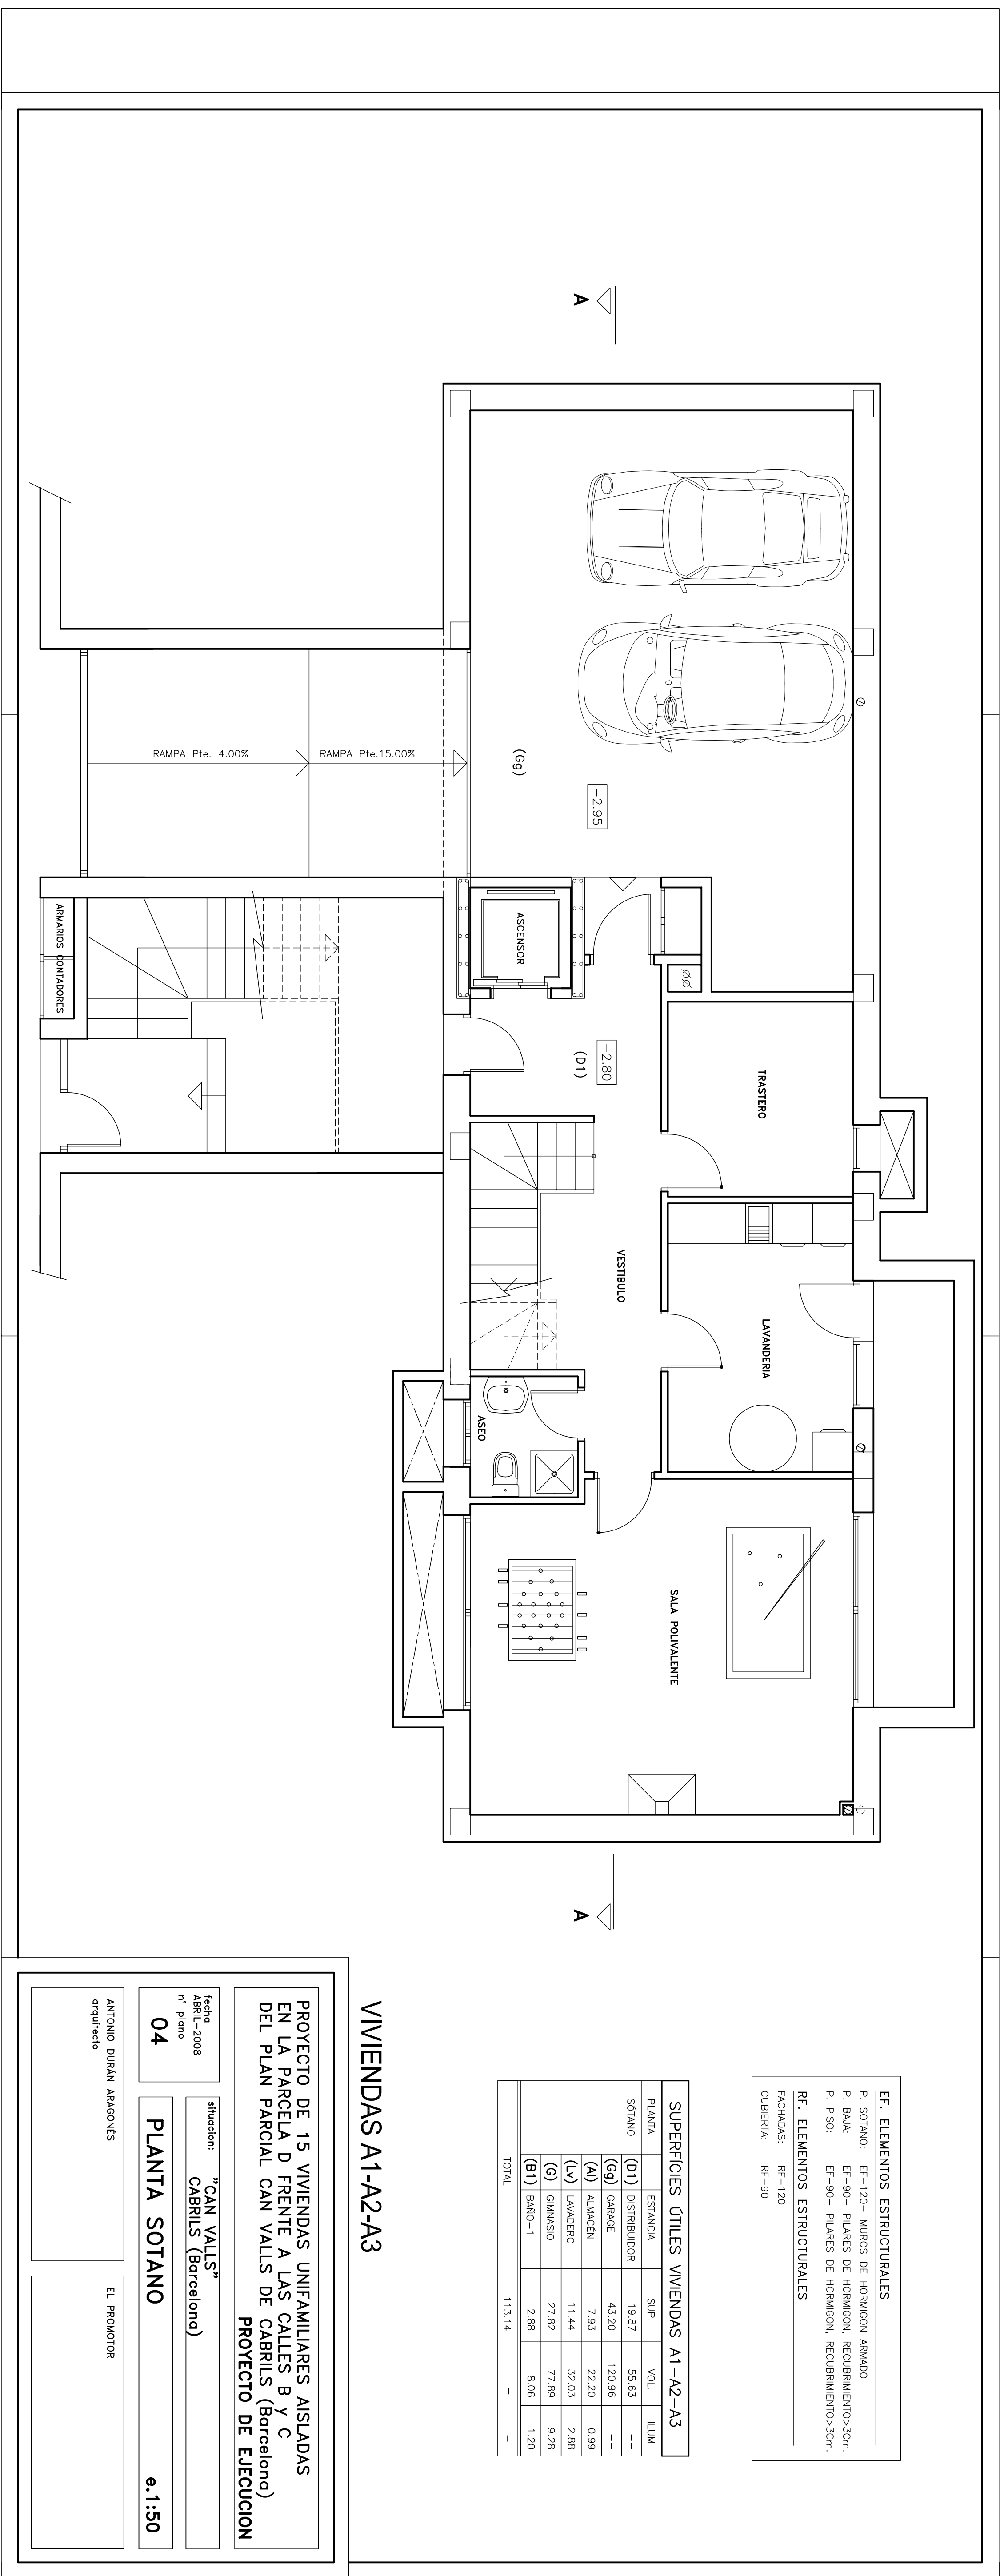 A
(Gg)
-2.95
RAMPA Pte. 4.00%
RAMPA Pte.15.00%
ARMARIOS CONTADORES
ASCENSOR
(D1)
-2.80
TRASTERO
VESTIBULO
LAVANDERIA
ASEO
SALA POLIVALENTE
A
EF. ELEMENTOS ESTRUCTURALES
P. SOTANO: EF-120- MUROS DE HORMIGON ARMADO
P. BAJA: EF-90- PILARES DE HORMIGON, RECUBRIMIENTO>3Cm.
P. PISO: EF-90- PILARES DE HORMIGON, RECUBRIMIENTO>3Cm.
RF. ELEMENTOS ESTRUCTURALES
FACHADAS: RF-120
CUBIERTA: RF-90
SUPERFÍCIES ÚTILES VIVIENDAS A1-A2-A3
PLANTA ESTANCIA SUP. VOL. ILUM
SÓTANO (D1) DISTRIBUIDOR 19.87 55.63 --
(Gg) GARAGE 43.20 120.96 --
(Al) ALMACÉN 7.93 22.20 0.99
(Lv) LAVADERO 11.44 32.03 2.88
(G) GIMNASIO 27.82 77.89 9.28
(B1) BAÑO-1 2.88 8.06 1.20
TOTAL 113.14 - -
VIVIENDAS A1-A2-A3
PROYECTO DE 15 VIVIENDAS UNIFAMILIARES AISLADAS
EN LA PARCELA D FRENTE A LAS CALLES B y C
DEL PLAN PARCIAL CAN VALLS DE CABRILS (Barcelona)
PROYECTO DE EJECUCION
fecha
ABRIL-2008
nº plano
04
situacion: "CAN VALLS"
CABRILS (Barcelona)
PLANTA SOTANO e.1:50
ANTONIO DURÁN ARAGONÉS
arquitecto
EL PROMOTOR